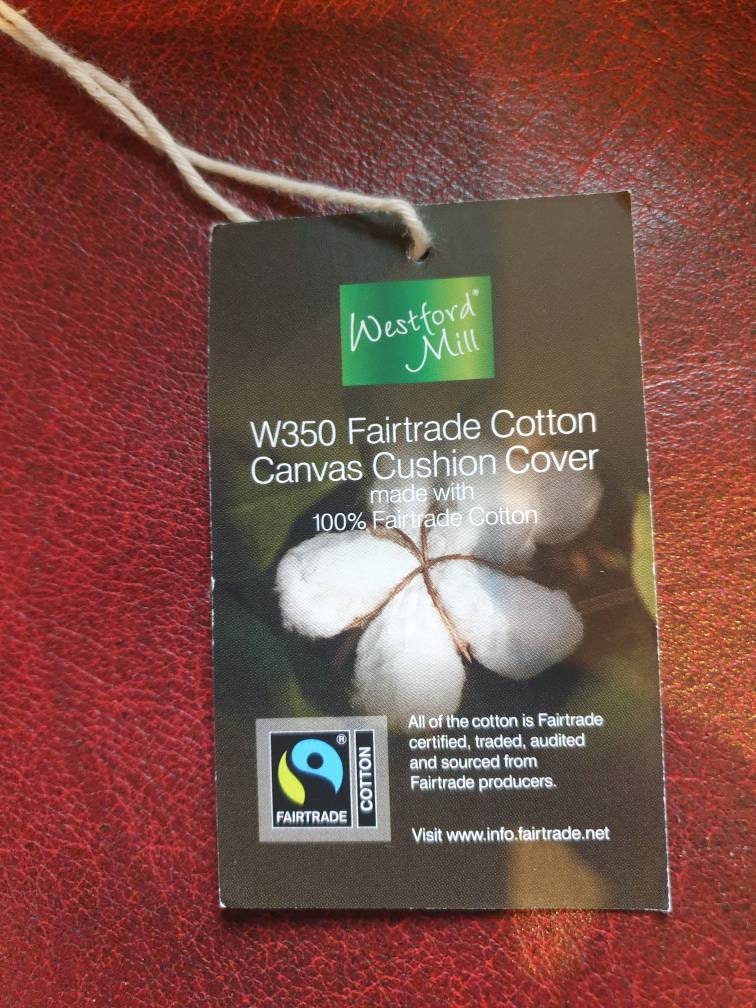 Westford®
Mill
W350 Fairtrade Cotton
Canvas Cushion Cover
made with
100% Fairtrade Cotton
All of the cotton is Fairtrade
certified, traded, audited
and sourced from
Fairtrade producers.
®
FAIRTRADE
COTTON
Visit www.info.fairtrade.net